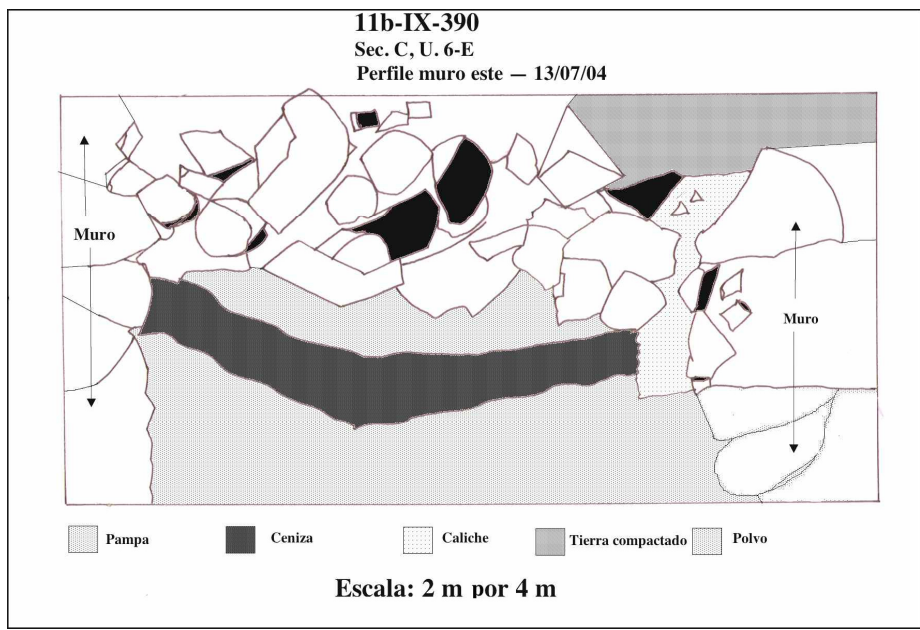 11b-IX-390
Sec. C, U. 6-E
Perfile muro este — 13/07/04
Muro
Muro
Pampa
Ceniza
Caliche
Tierra compactado
Polvo
Escala: 2 m por 4 m